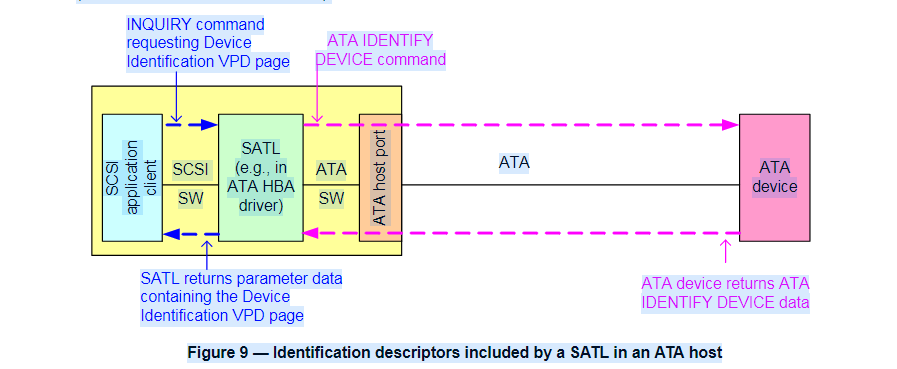 INQUIRY command
requesting Device
Identification VPD page
ATA IDENTIFY
DEVICE command
SCSI
application
client
SCSI
SW
SATL
(e.g., in
ATA HBA
driver)
ATA
SW
ATA host port
ATA
ATA
device
SATL returns parameter data
containing the Device
Identification VPD page
ATA device returns ATA
IDENTIFY DEVICE data
Figure 9 — Identification descriptors included by a SATL in an ATA host